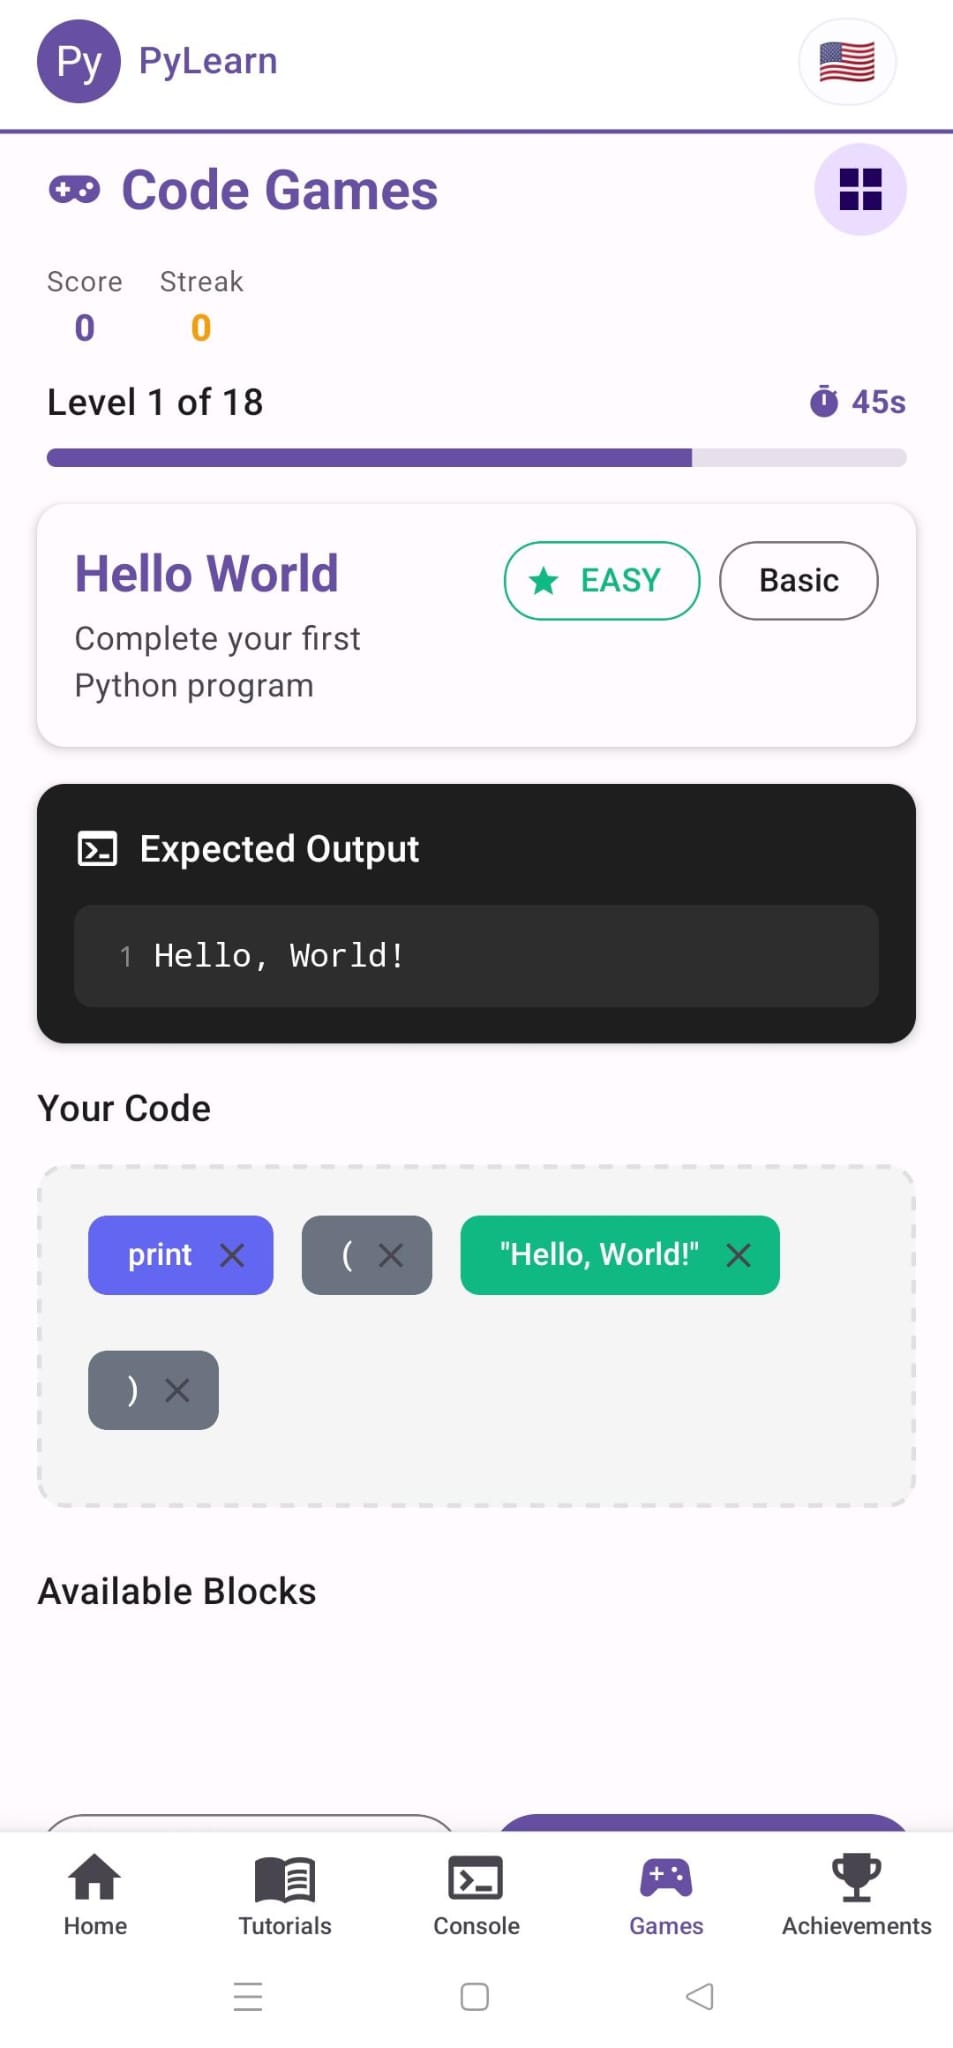 Py PyLearn
Code Games
Score Streak
0 0
Level 1 of 18 45s
Hello World EASY Basic
Complete your first
Python program
Expected Output
1 Hello, World!
Your Code
print ( "Hello, World!"
)
Available Blocks
Home Tutorials Console Games Achievements